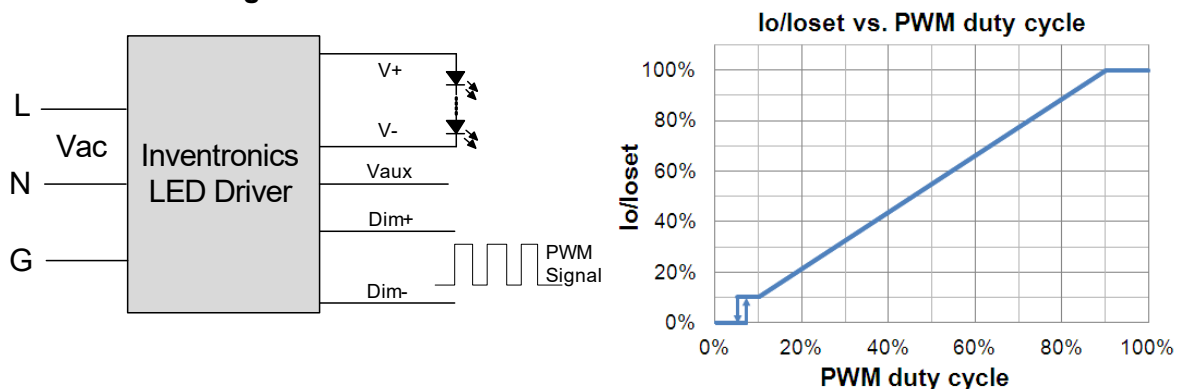 L
Vac
N
G
Inventronics
LED Driver
V+
V-
Vaux
Dim+
Dim-
PWM
Signal
Io/Ioset vs. PWM duty cycle
Io/Ioset
100%
80%
60%
40%
20%
0%
0% 20% 40% 60% 80% 100%
PWM duty cycle